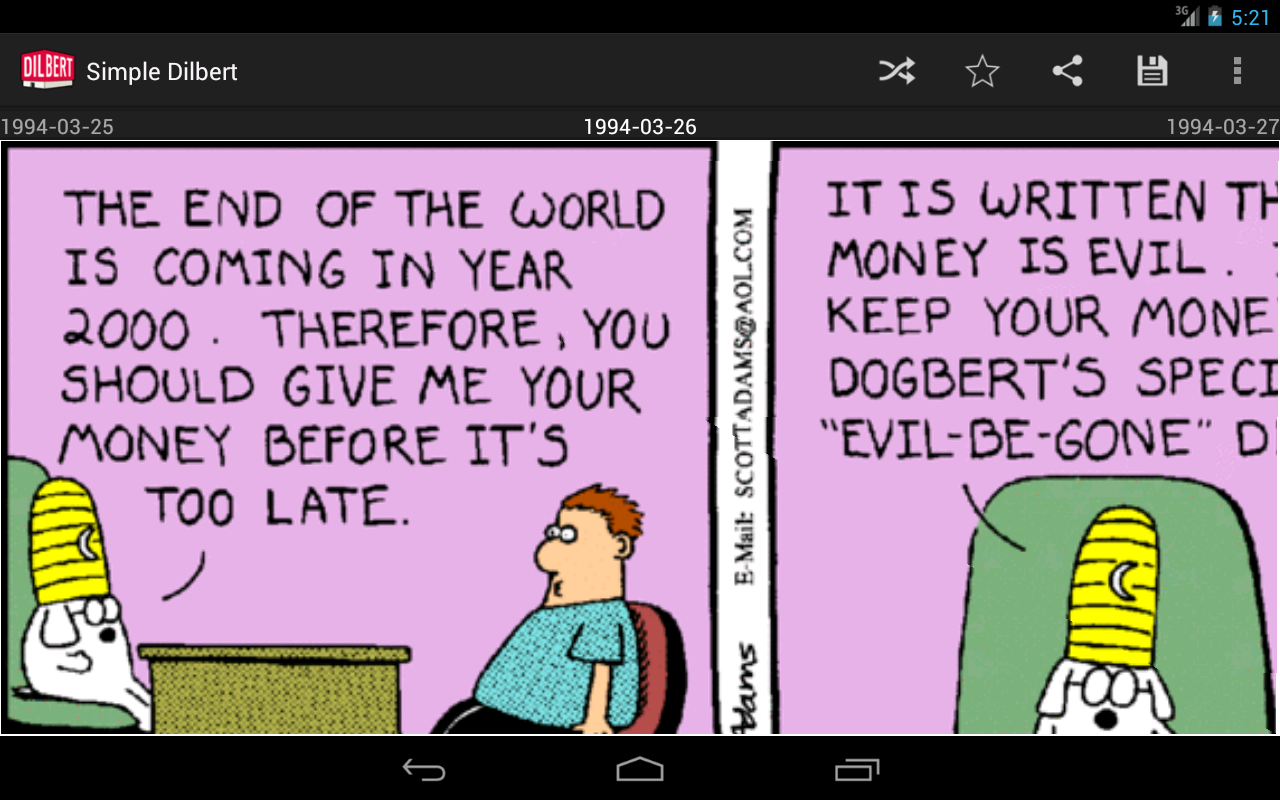 3G
5:21
DILBERT
Simple Dilbert
1994-03-25
1994-03-26
1994-03-27
THE END OF THE WORLD
IS COMING IN YEAR
2000. THEREFORE, YOU
SHOULD GIVE ME YOUR
MONEY BEFORE IT'S
TOO LATE.
E-Mail: SCOTTADAMS@AOL.COM
Adams
IT IS WRITTEN TH
MONEY IS EVIL.
KEEP YOUR MONE
DOGBERT'S SPECI
"EVIL-BE-GONE" D